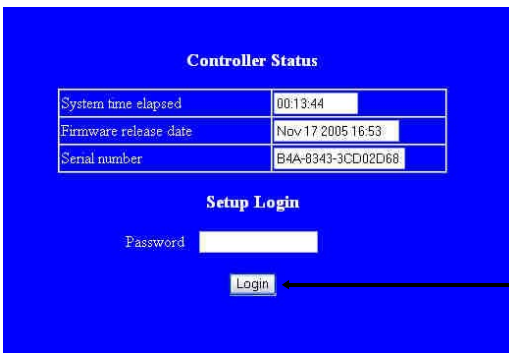 Controller Status
System time elapsed 00:13:44
Firmware release date Nov 17 2005 16:53
Serial number B4A-8343-3CD02D68
Setup Login
Password
Login